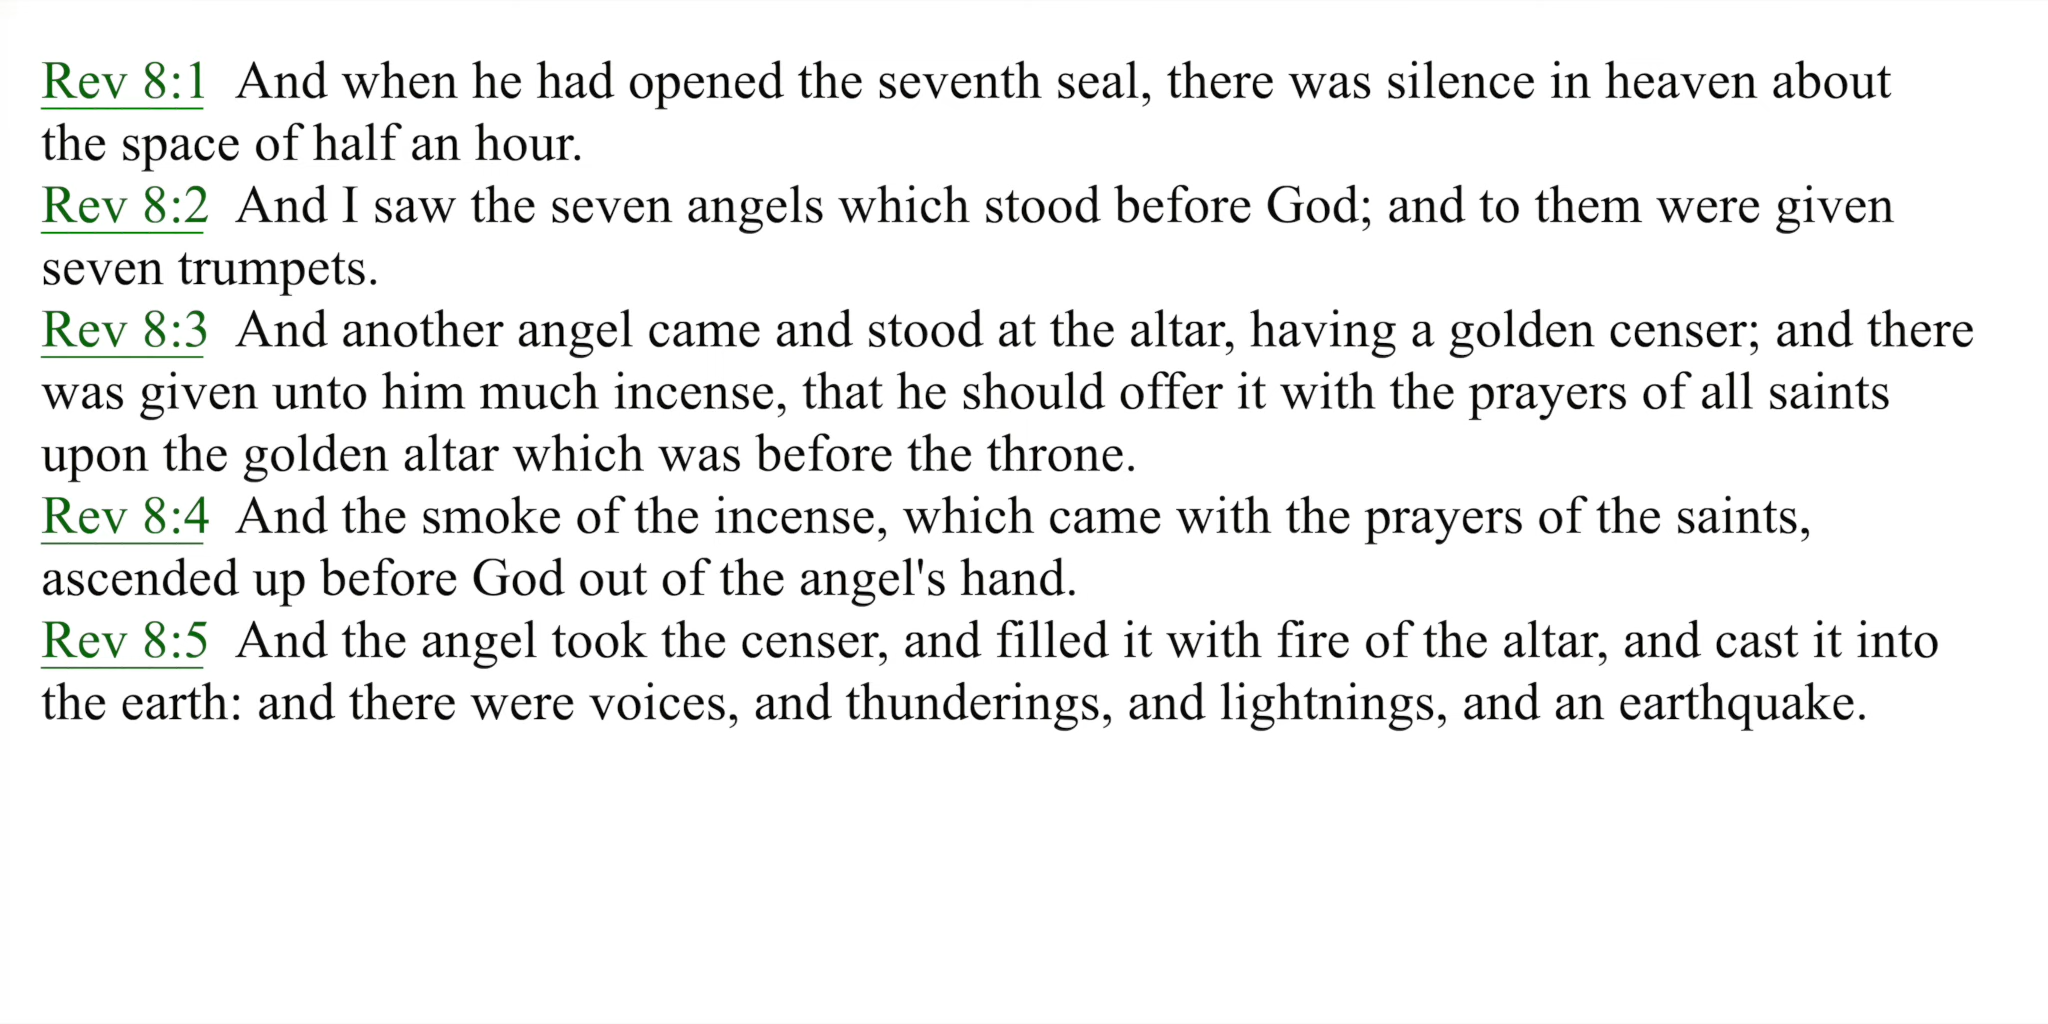 Rev 8:1 And when he had opened the seventh seal, there was silence in heaven about
the space of half an hour.
Rev 8:2 And I saw the seven angels which stood before God; and to them were given
seven trumpets.
Rev 8:3 And another angel came and stood at the altar, having a golden censer; and there
was given unto him much incense, that he should offer it with the prayers of all saints
upon the golden altar which was before the throne.
Rev 8:4 And the smoke of the incense, which came with the prayers of the saints,
ascended up before God out of the angel's hand.
Rev 8:5 And the angel took the censer, and filled it with fire of the altar, and cast it into
the earth: and there were voices, and thunderings, and lightnings, and an earthquake.